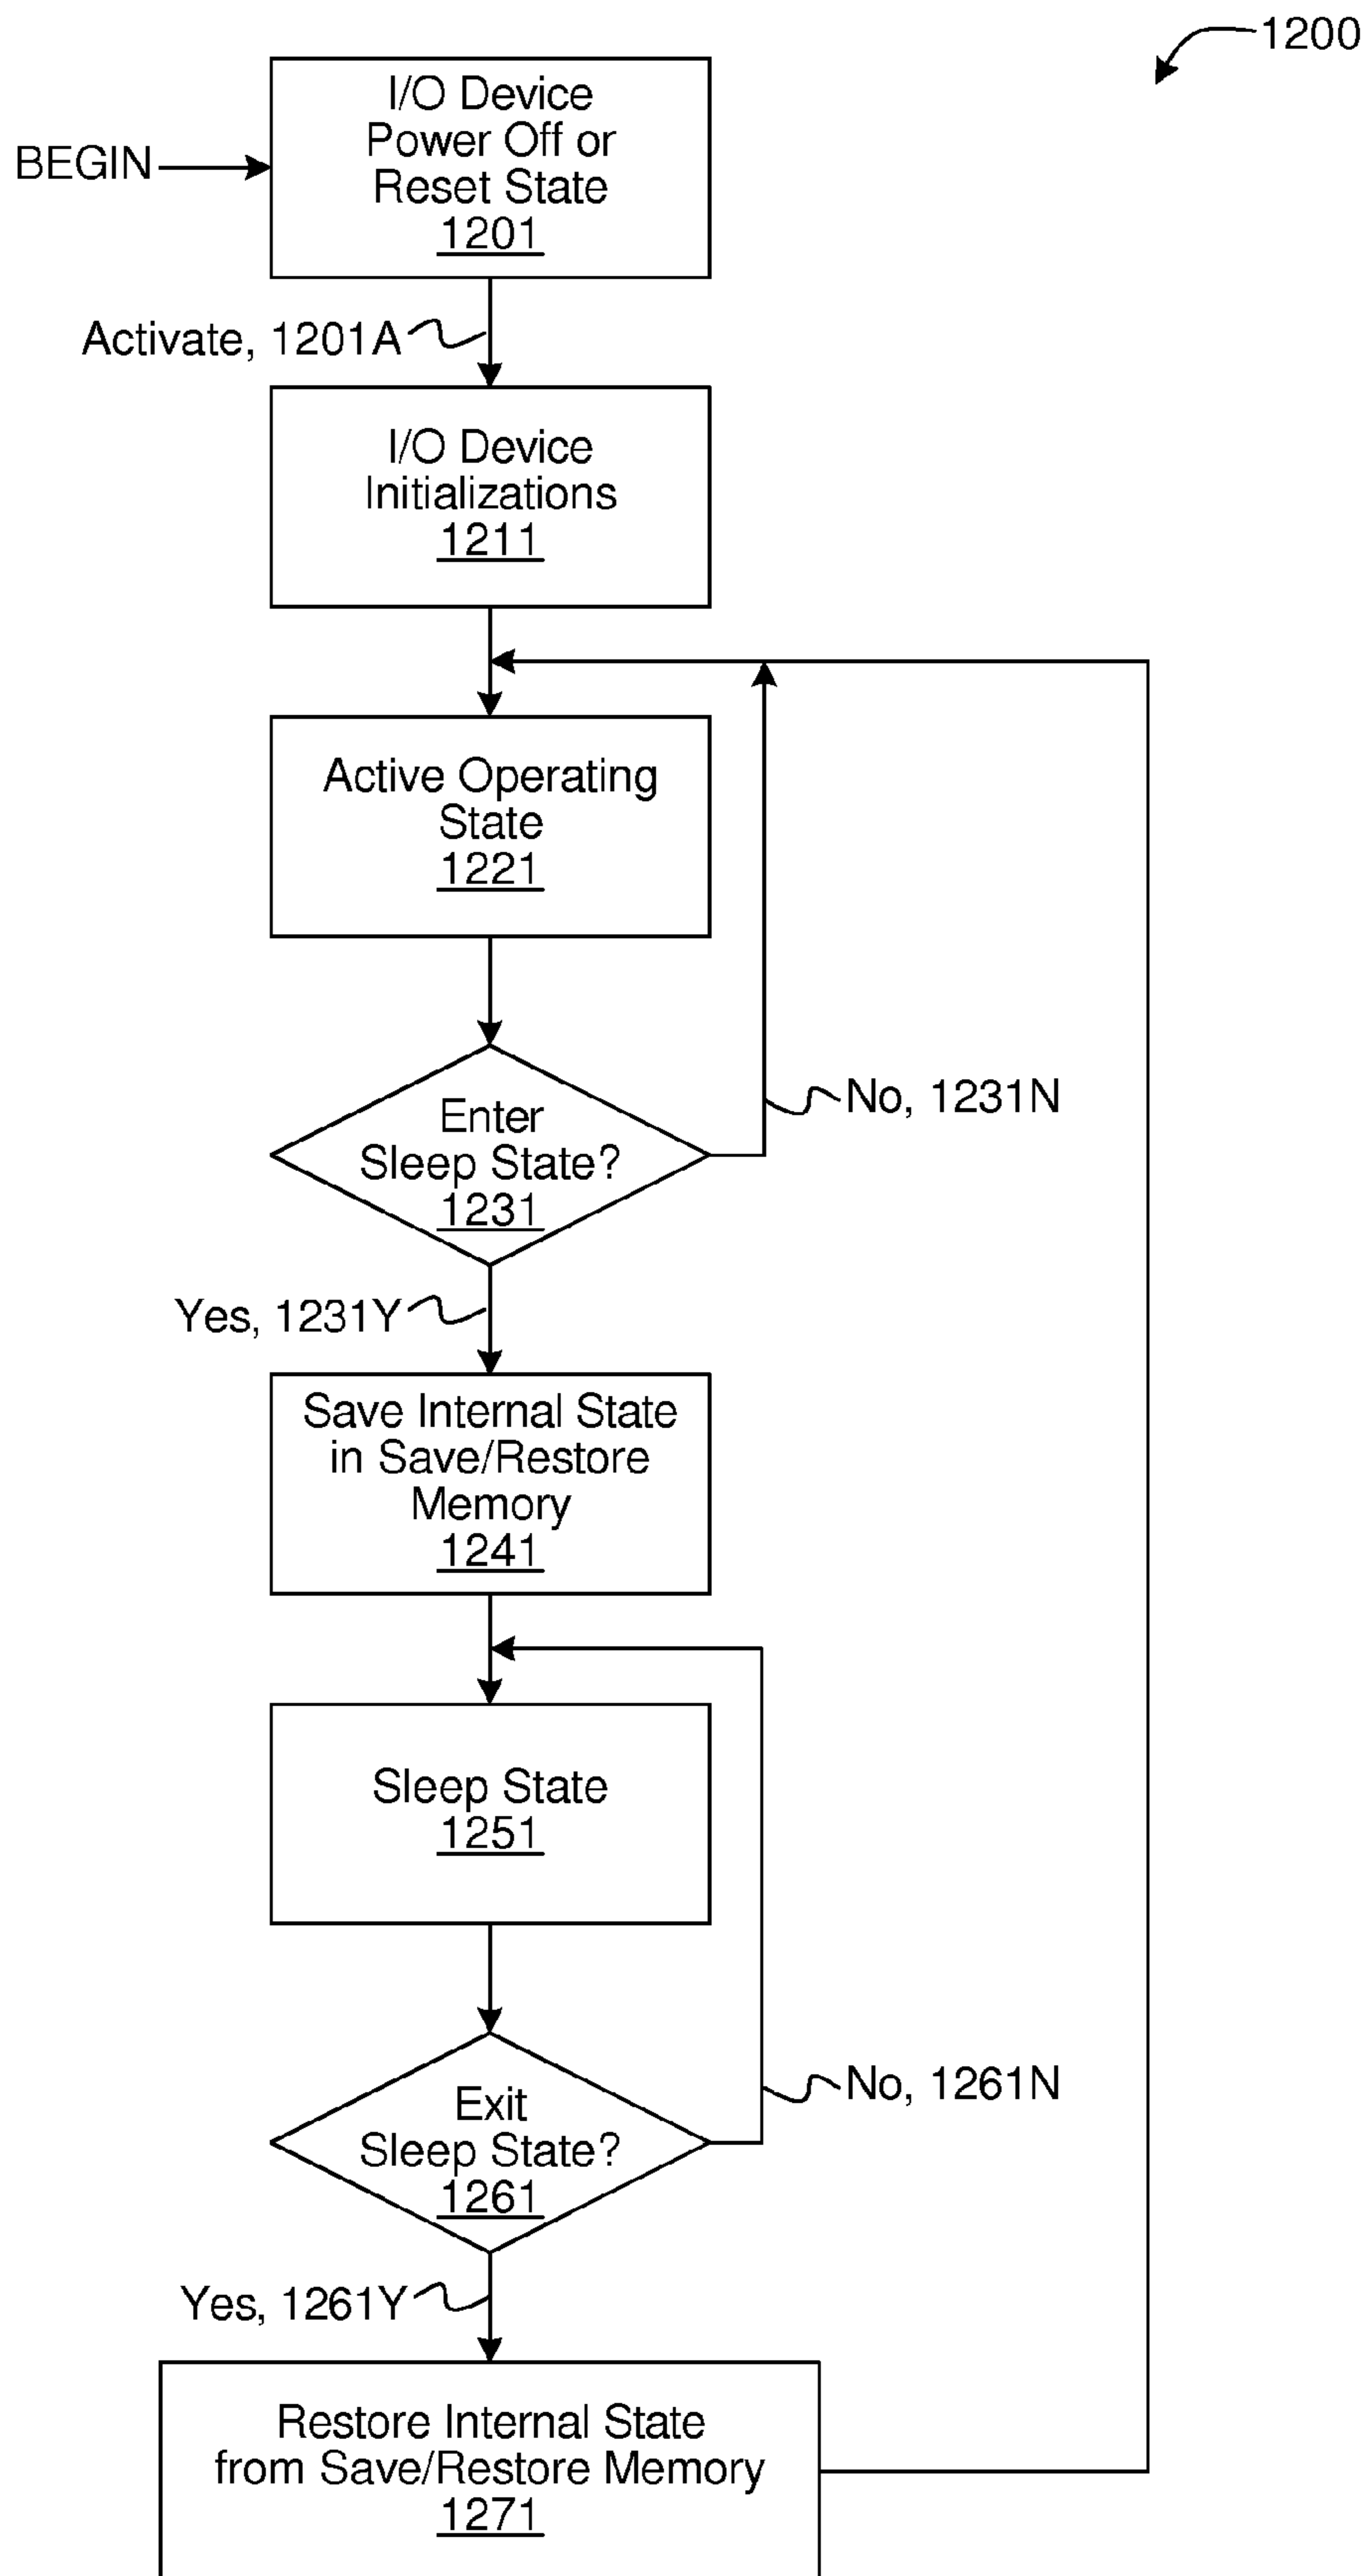 1200
I/O Device
Power Off or
Reset State
1201
BEGIN
Activate, 1201A
I/O Device
Initializations
1211
Active Operating
State
1221
Enter
Sleep State?
1231
No, 1231N
Yes, 1231Y
Save Internal State
in Save/Restore
Memory
1241
Sleep State
1251
Exit
Sleep State?
1261
No, 1261N
Yes, 1261Y
Restore Internal State
from Save/Restore Memory
1271